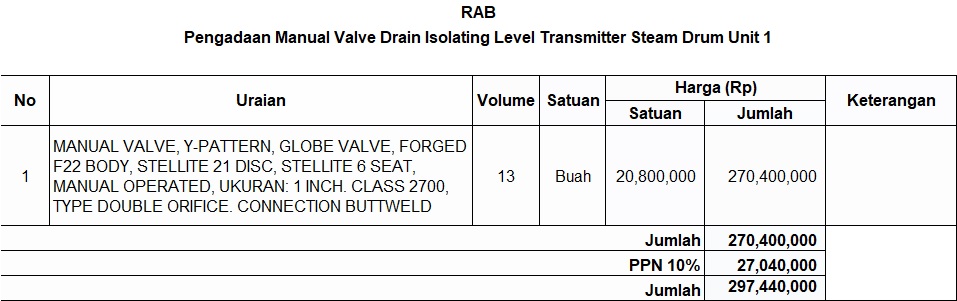 RAB
Pengadaan Manual Valve Drain Isolating Level Transmitter Steam Drum Unit 1
No Uraian Volume Satuan Harga (Rp) Keterangan
Satuan Jumlah
MANUAL VALVE, Y-PATTERN, GLOBE VALVE, FORGED
F22 BODY, STELLITE 21 DISC, STELLITE 6 SEAT,
1 MANUAL OPERATED, UKURAN: 1 INCH. CLASS 2700, 13 Buah 20,800,000 270,400,000
TYPE DOUBLE ORIFICE. CONNECTION BUTTWELD
Jumlah 270,400,000
PPN 10% 27,040,000
Jumlah 297,440,000